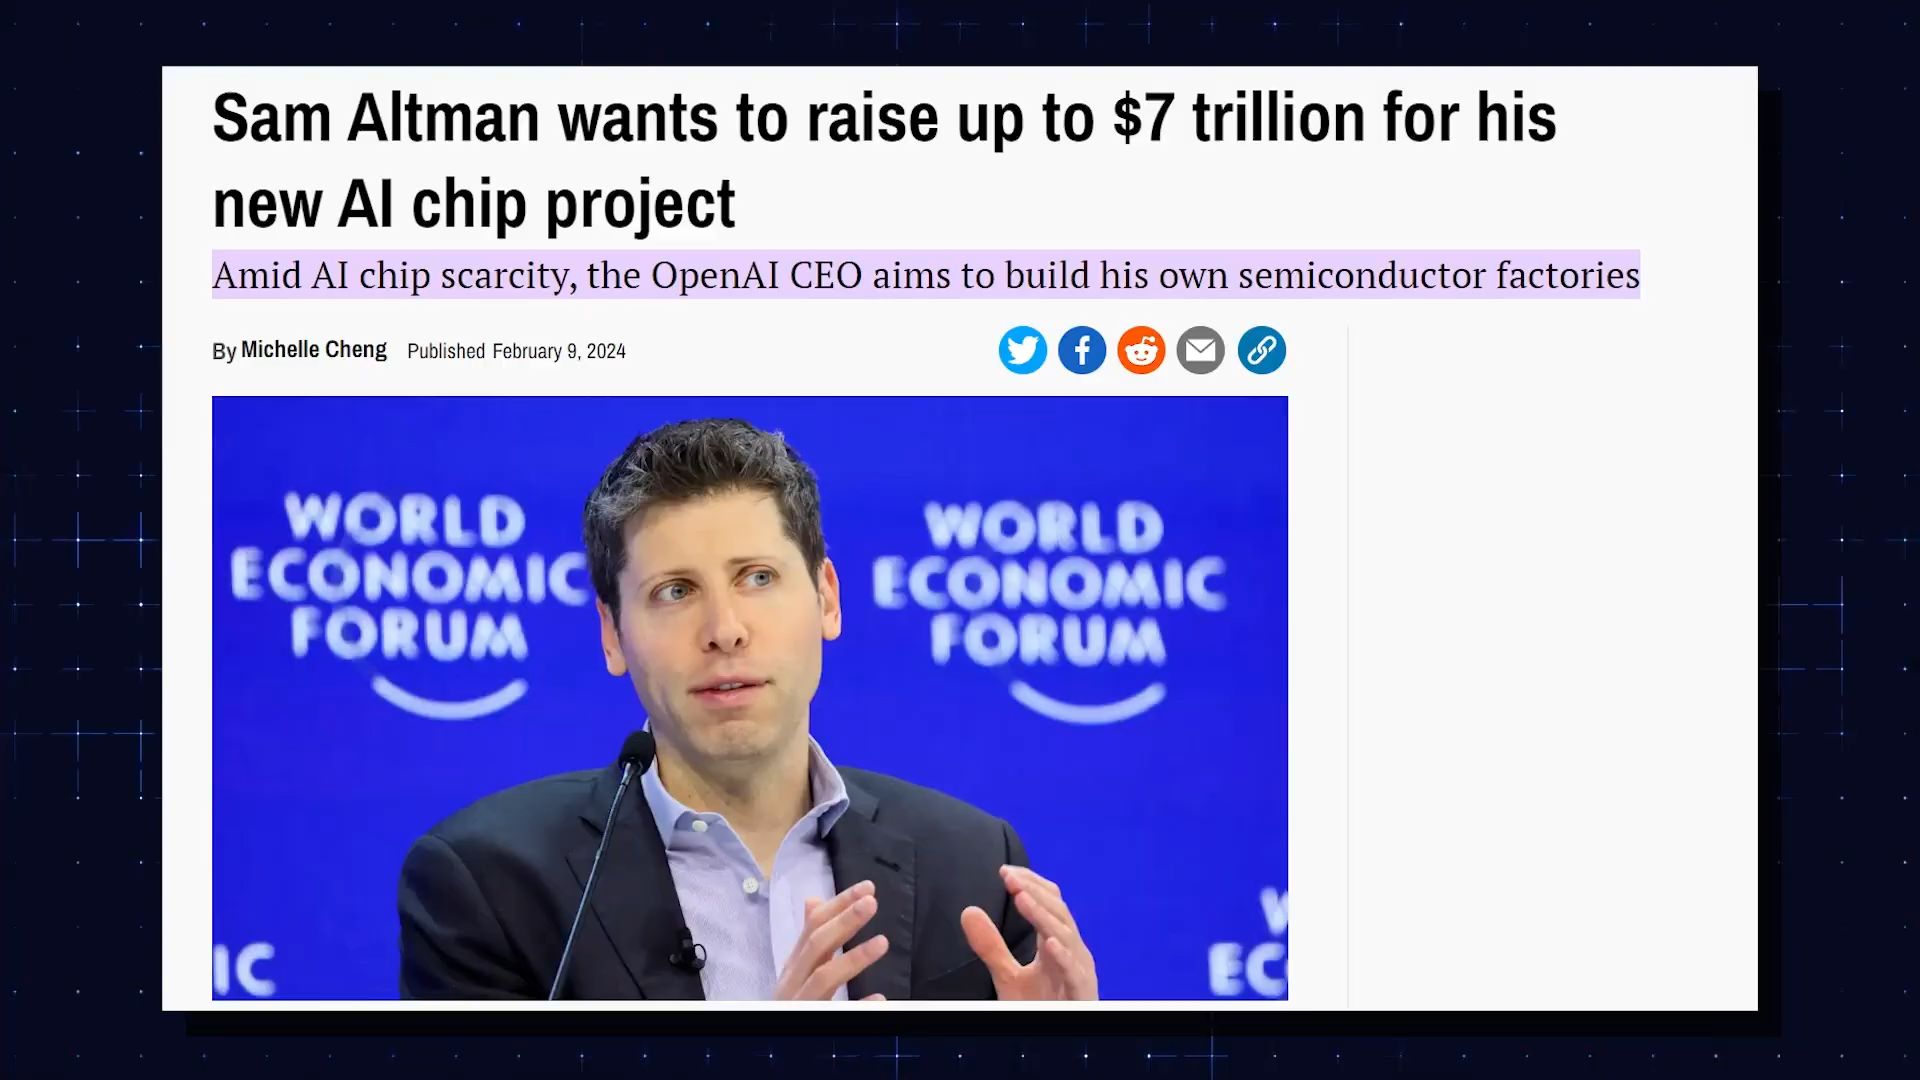 Sam Altman wants to raise up to $7 trillion for his
new AI chip project
Amid AI chip scarcity, the OpenAI CEO aims to build his own semiconductor factories
By Michelle Cheng Published February 9, 2024
WORLD
ECONOMIC
FORUM
WORLD
ECONOMIC
FORUM
IC
W
EC